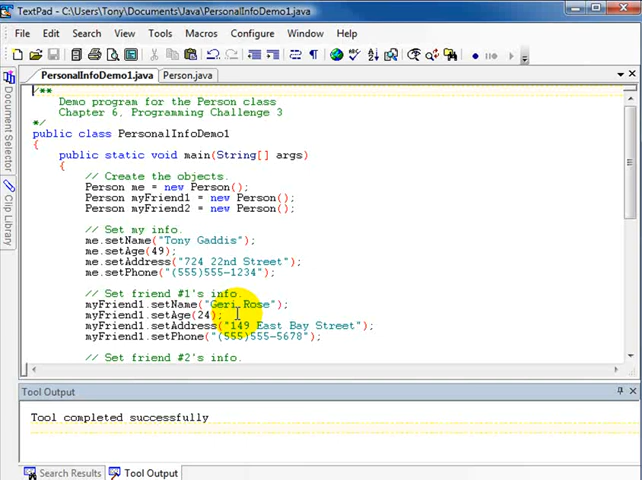 TextPad - C:\Users\Tony\Documents\Java\PersonalInfoDemo1.java
File Edit Search View Tools Macros Configure Window Help
PersonalInfoDemo1.java Person.java
Document Selector
Clip Library
/**
Demo program for the Person class
Chapter 6, Programming Challenge 3
*/
public class PersonalInfoDemo1
{
public static void main(String[] args)
{
// Create the objects.
Person me = new Person();
Person myFriend1 = new Person();
Person myFriend2 = new Person();
// Set my info.
me.setName("Tony Gaddis");
me.setAge(49);
me.setAddress("724 22nd Street");
me.setPhone("(555)555-1234");
// Set friend #1's info.
myFriend1.setName("Geri Rose");
myFriend1.setAge(24);
myFriend1.setAddress("149 East Bay Street");
myFriend1.setPhone("(555)555-5678");
// Set friend #2's info.
Tool Output
Tool completed successfully
Search Results Tool Output